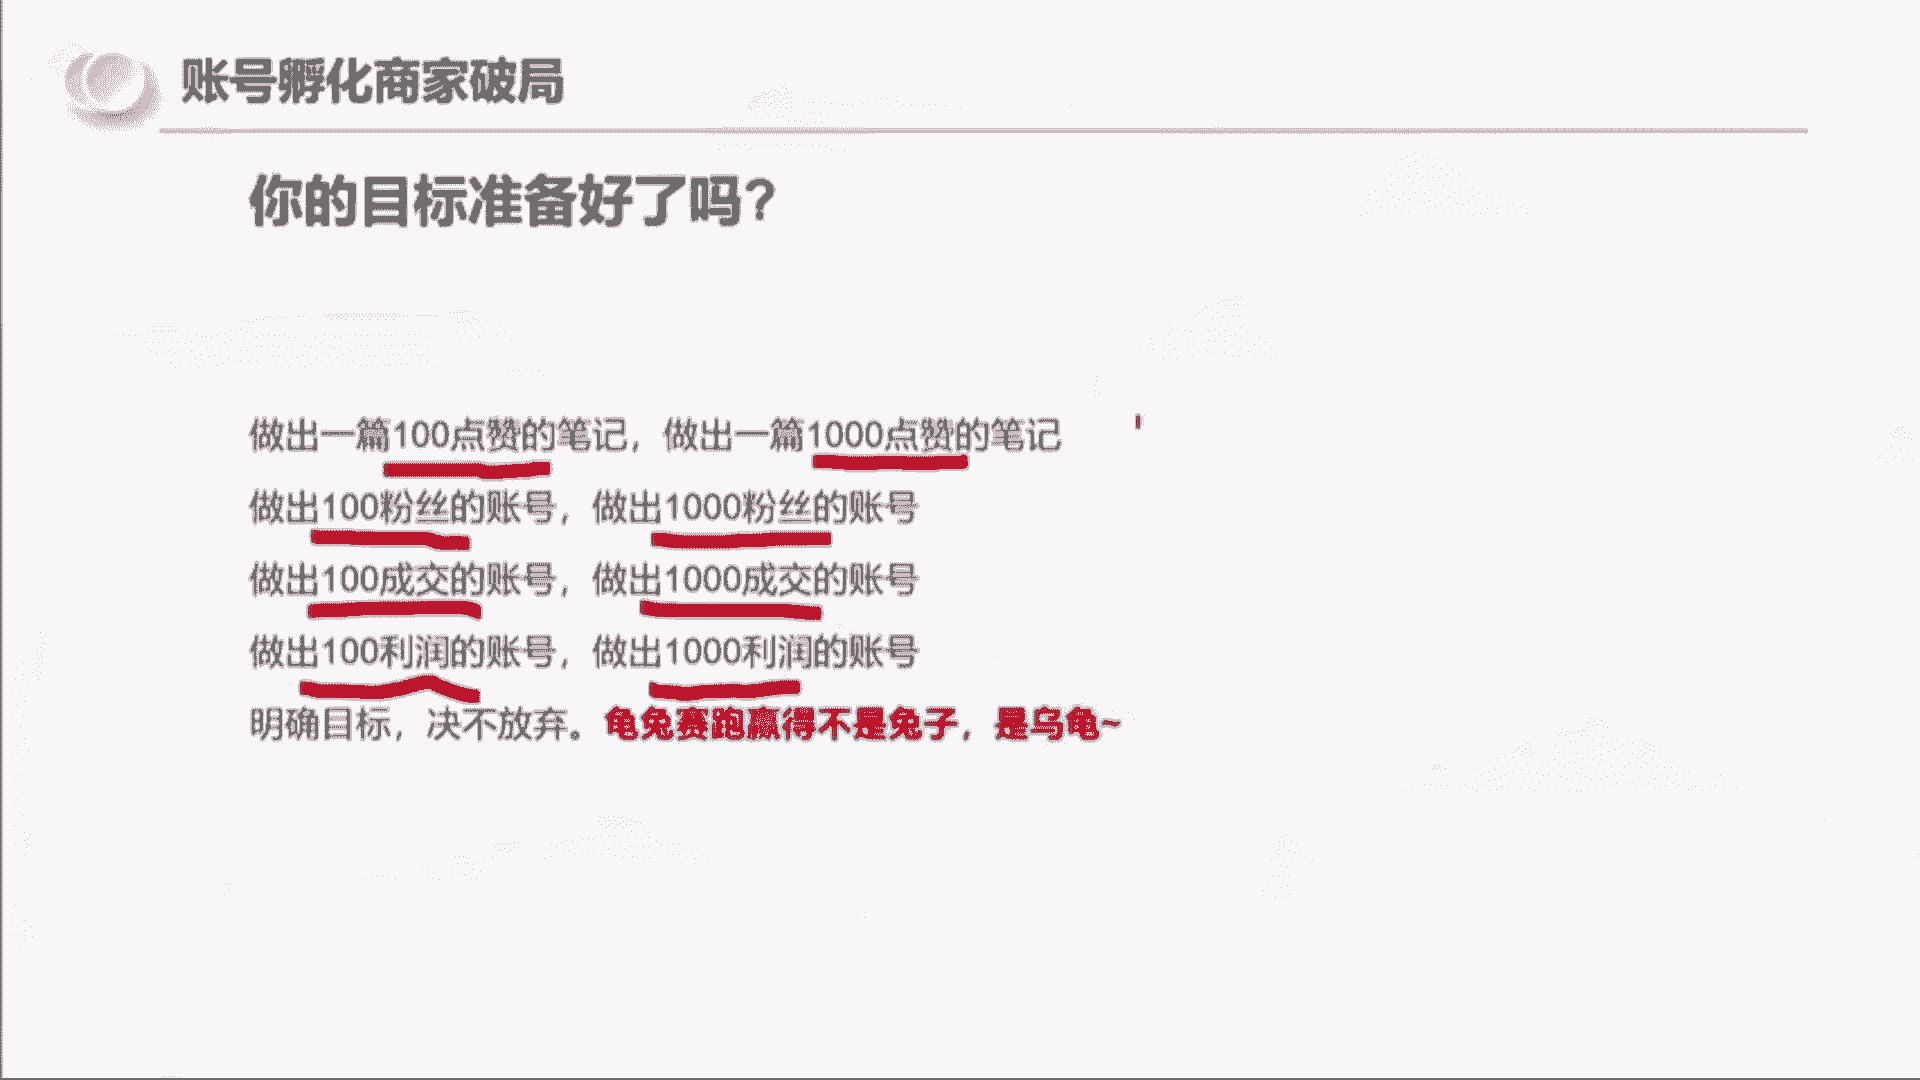 账号孵化商家破局
你的目标准备好了吗？
做出一篇100点赞的笔记，做出一篇1000点赞的笔记
做出100粉丝的账号，做出1000粉丝的账号
做出100成交的账号，做出1000成交的账号
做出100利润的账号，做出1000利润的账号
明确目标，决不放弃。龟兔赛跑赢得不是兔子，是乌龟~